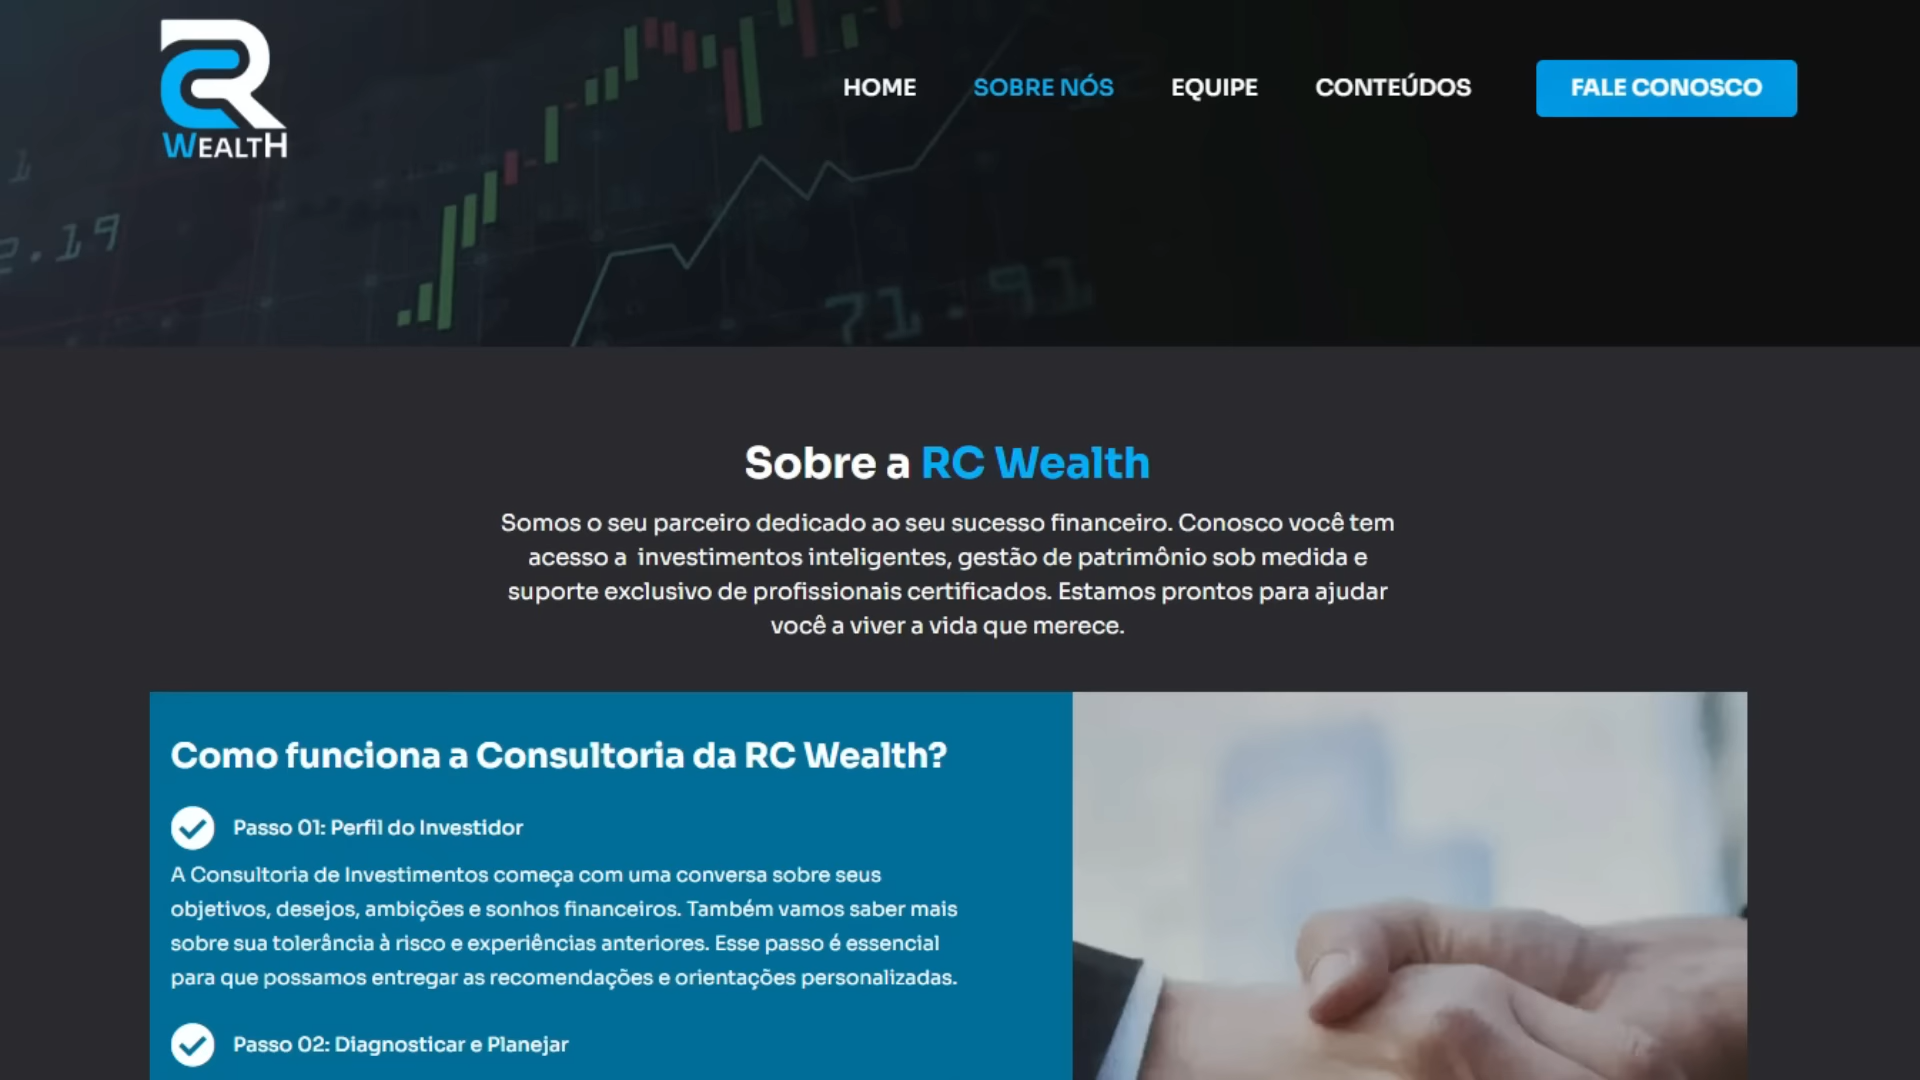 WEALTH
HOME
SOBRE NÓS
EQUIPE
CONTEÚDOS
FALE CONOSCO
2.19
71.91
Sobre a RC Wealth
Somos o seu parceiro dedicado ao seu sucesso financeiro. Conosco você tem
acesso a investimentos inteligentes, gestão de patrimônio sob medida e
suporte exclusivo de profissionais certificados. Estamos prontos para ajudar
você a viver a vida que merece.
Como funciona a Consultoria da RC Wealth?
Passo 01: Perfil do Investidor
A Consultoria de Investimentos começa com uma conversa sobre seus
objetivos, desejos, ambições e sonhos financeiros. Também vamos saber mais
sobre sua tolerância à risco e experiências anteriores. Esse passo é essencial
para que possamos entregar as recomendações e orientações personalizadas.
Passo 02: Diagnosticar e Planejar